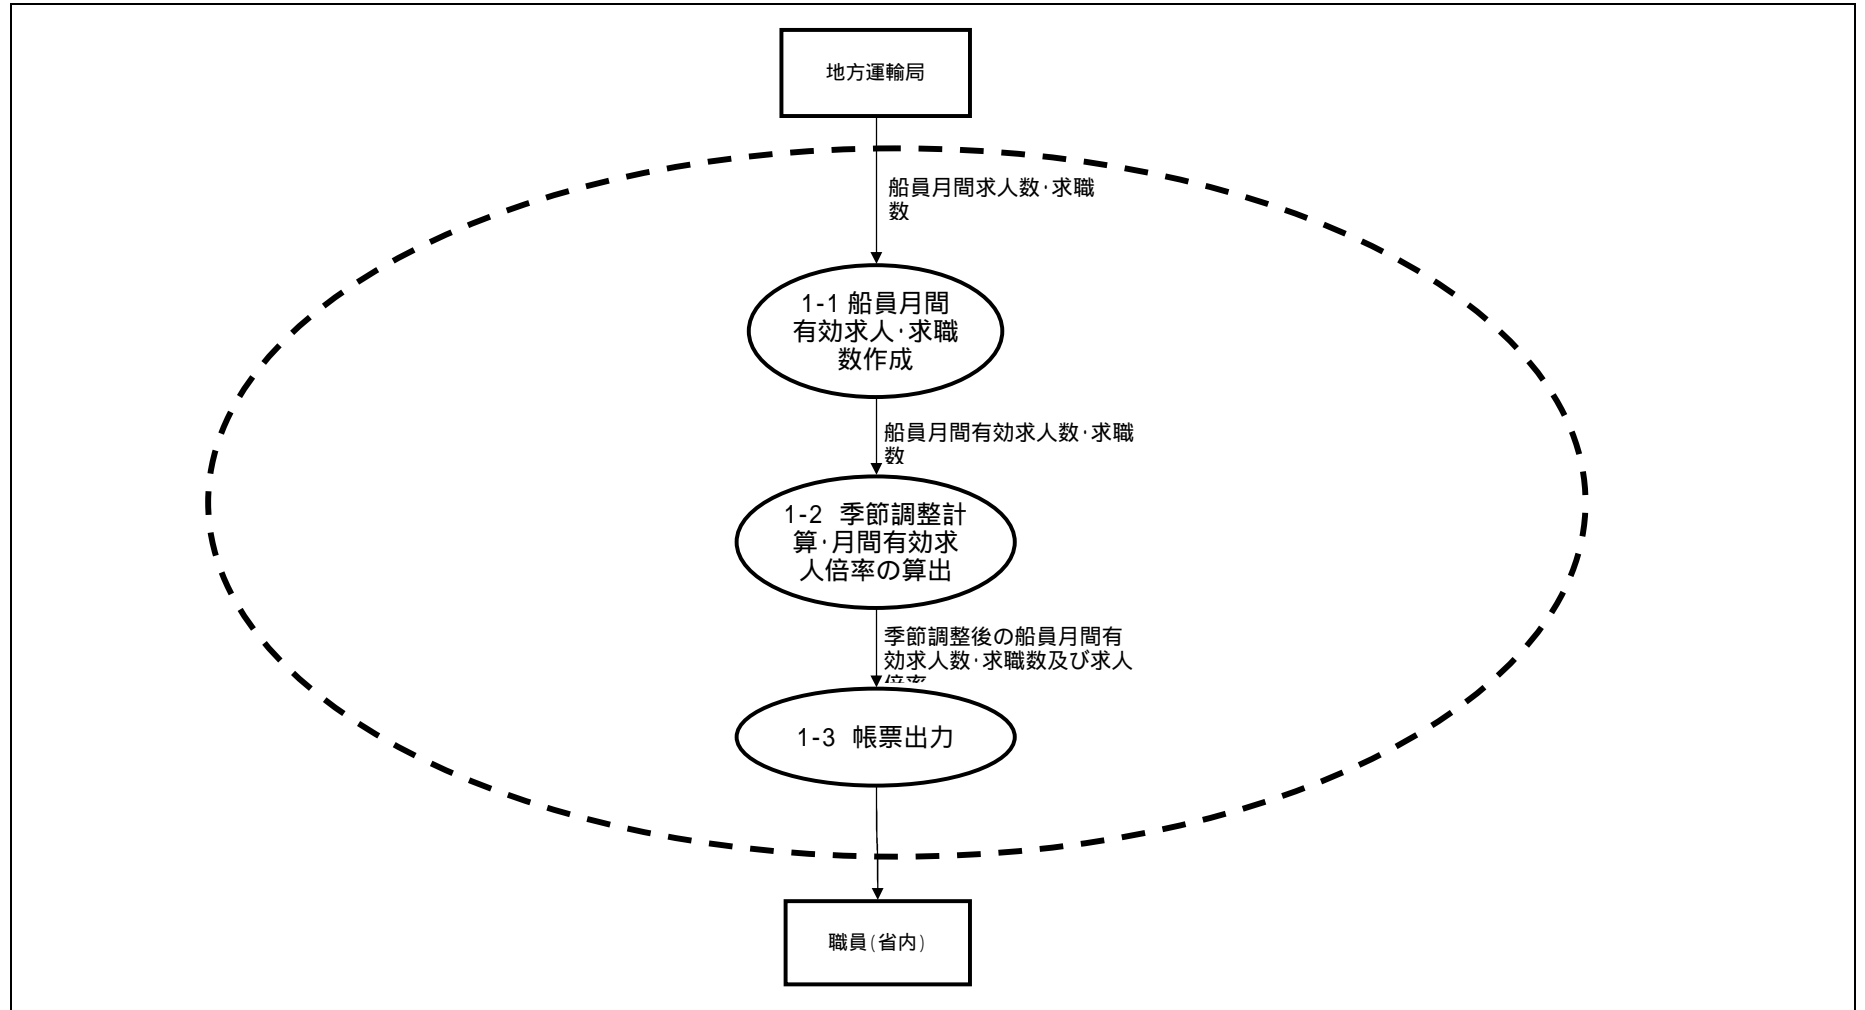 地方運輸局
船員月間求人数・求職
数
1-1 船員月間
有効求人・求職
数作成
船員月間有効求人数・求職
数
1-2 季節調整計
算・月間有効求
人倍率の算出
季節調整後の船員月間有
効求人数・求職数及び求人
1-3 帳票出力
職員(省内)